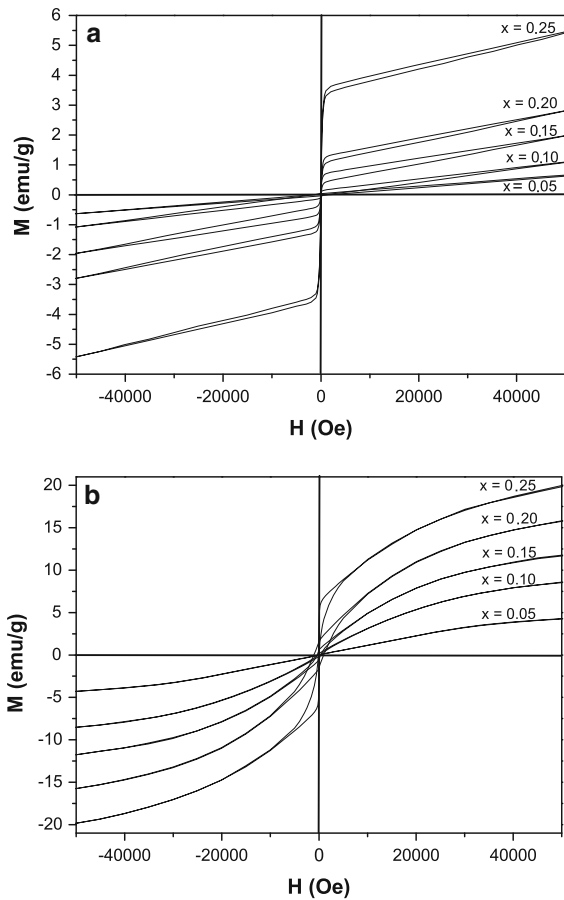 a
6
5
4
3
2
1
0
-1
-2
-3
-4
-5
-6
M (emu/g)
x = 0.25
x = 0.20
x = 0.15
x = 0.10
x = 0.05
-40000 -20000 0 20000 40000
H (Oe)
b
20
15
10
5
0
-5
-10
-15
-20
M (emu/g)
x = 0.25
x = 0.20
x = 0.15
x = 0.10
x = 0.05
-40000 -20000 0 20000 40000
H (Oe)